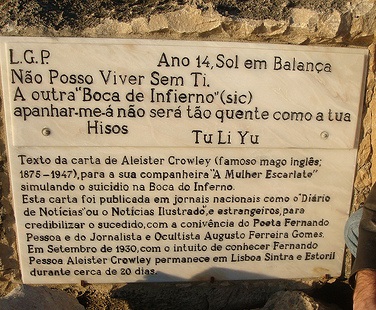 L.G.P. Ano 14, Sol em Balança
Não Posso Viver Sem Ti.
A outra "Boca de Infierno" (sic)
apanhar-me-á não será tão quente como a tua
Hisos
Tu Li Yu
Texto da carta de Aleister Crowley (famoso mago inglês;
1875-1947), para a sua companheira "A Mulher Escarlate"
simulando o suicidio na Boca do Inferno.
Esta carta foi publicada em jornais nacionais como o "Diário
de Notícias" ou o Notícias Ilustrado", e estrangeiros, para
credibilizar o sucedido, com a conivência do Poeta Fernando
Pessoa e do Jornalista e Ocultista Augusto Ferreira Gomes.
Em Setembro de 1930, com o intuito de conhecer Fernando
Pessoa Aleister Crowley permanece em Lisboa Sintra e Estoril
durante cerca de 20 dias.